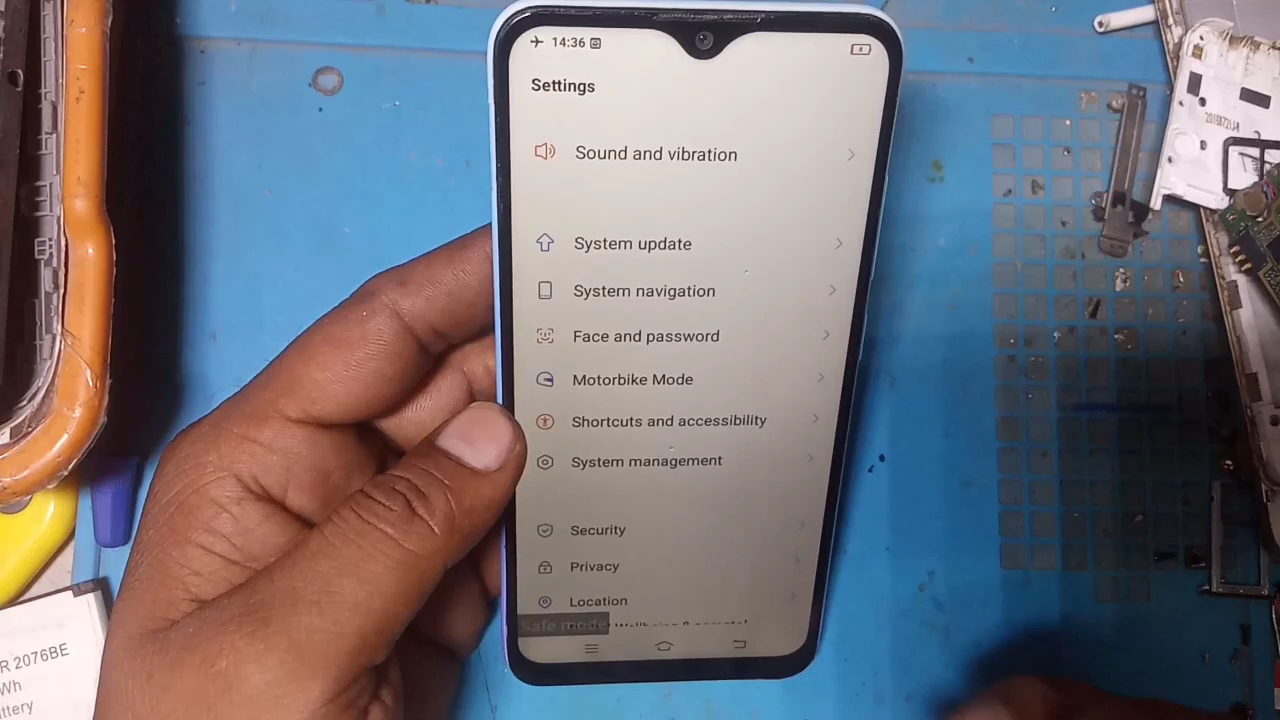 14:36
Settings
Sound and vibration
System update
System navigation
Face and password
Motorbike Mode
Shortcuts and accessibility
System management
Security
Privacy
Location
Safe mode
R 2076BE
Wh
ttery